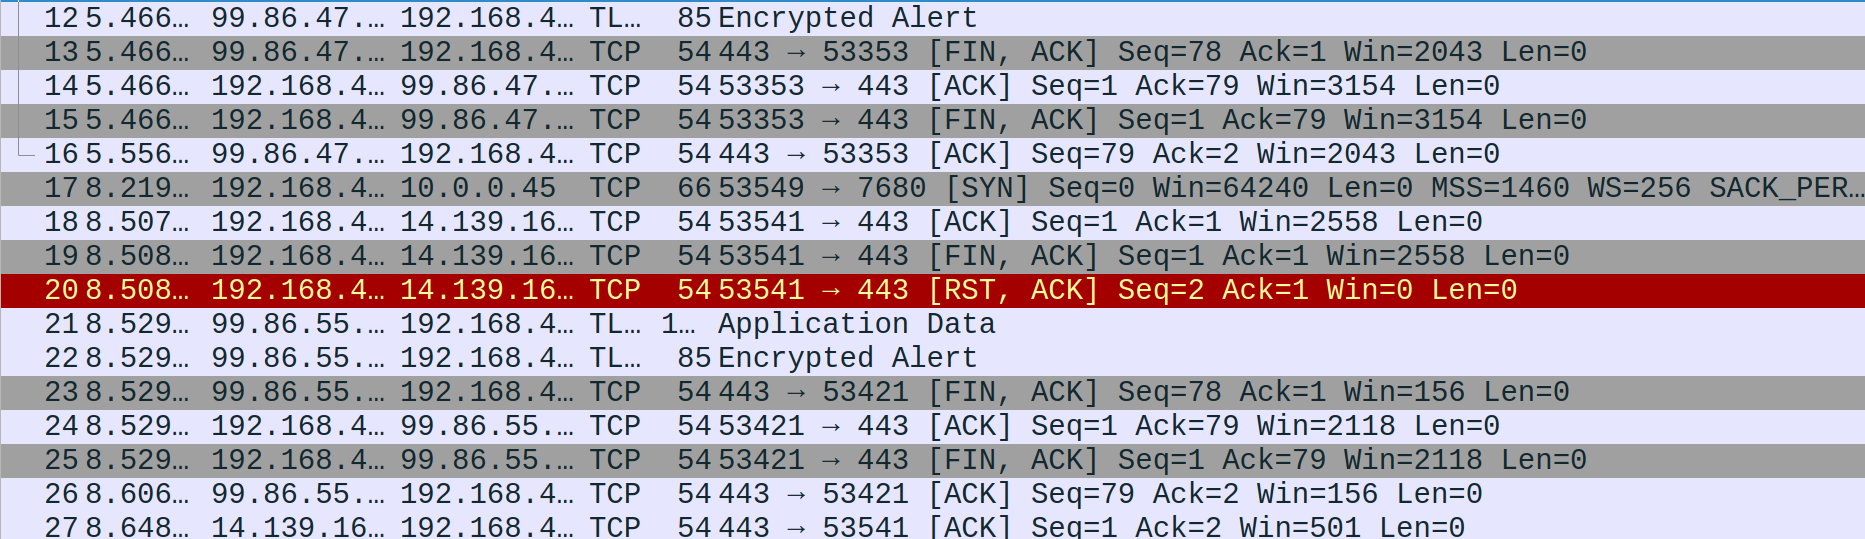 12 5.466… 99.86.47.… 192.168.4… TL… 85 Encrypted Alert
13 5.466… 99.86.47.… 192.168.4… TCP 54 443 → 53353 [FIN, ACK] Seq=78 Ack=1 Win=2043 Len=0
14 5.466… 192.168.4… 99.86.47.… TCP 54 53353 → 443 [ACK] Seq=1 Ack=79 Win=3154 Len=0
15 5.466… 192.168.4… 99.86.47.… TCP 54 53353 → 443 [FIN, ACK] Seq=1 Ack=79 Win=3154 Len=0
16 5.556… 99.86.47.… 192.168.4… TCP 54 443 → 53353 [ACK] Seq=79 Ack=2 Win=2043 Len=0
17 8.219… 192.168.4… 10.0.0.45 TCP 66 53549 → 7680 [SYN] Seq=0 Win=64240 Len=0 MSS=1460 WS=256 SACK_PER…
18 8.507… 192.168.4… 14.139.16… TCP 54 53541 → 443 [ACK] Seq=1 Ack=1 Win=2558 Len=0
19 8.508… 192.168.4… 14.139.16… TCP 54 53541 → 443 [FIN, ACK] Seq=1 Ack=1 Win=2558 Len=0
20 8.508… 192.168.4… 14.139.16… TCP 54 53541 → 443 [RST, ACK] Seq=2 Ack=1 Win=0 Len=0
21 8.529… 99.86.55.… 192.168.4… TL… 1… Application Data
22 8.529… 99.86.55.… 192.168.4… TL… 85 Encrypted Alert
23 8.529… 99.86.55.… 192.168.4… TCP 54 443 → 53421 [FIN, ACK] Seq=78 Ack=1 Win=156 Len=0
24 8.529… 192.168.4… 99.86.55.… TCP 54 53421 → 443 [ACK] Seq=1 Ack=79 Win=2118 Len=0
25 8.529… 192.168.4… 99.86.55.… TCP 54 53421 → 443 [FIN, ACK] Seq=1 Ack=79 Win=2118 Len=0
26 8.606… 99.86.55.… 192.168.4… TCP 54 443 → 53421 [ACK] Seq=79 Ack=2 Win=156 Len=0
27 8.648… 14.139.16… 192.168.4… TCP 54 443 → 53541 [ACK] Seq=1 Ack=2 Win=501 Len=0